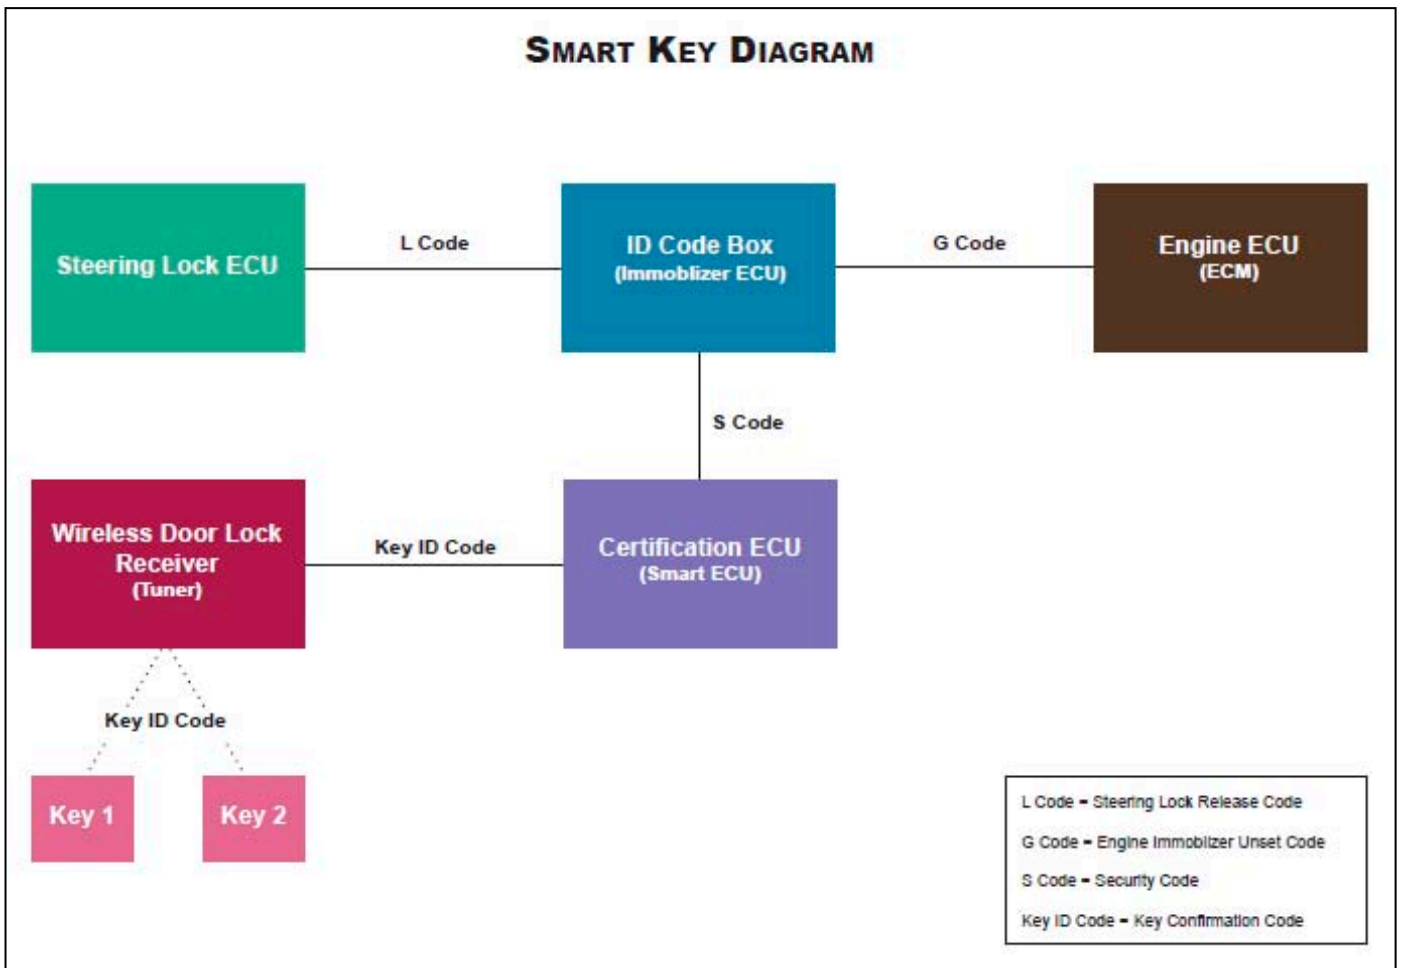 SMART KEY DIAGRAM
Steering Lock ECU
L Code
ID Code Box
(Immoblizer ECU)
G Code
Engine ECU
(ECM)
S Code
Wireless Door Lock
Receiver
(Tuner)
Key ID Code
Certification ECU
(Smart ECU)
Key ID Code
Key 1
Key 2
L Code = Steering Lock Release Code
G Code = Engine Immoblizer Unset Code
S Code = Security Code
Key ID Code = Key Confirmation Code